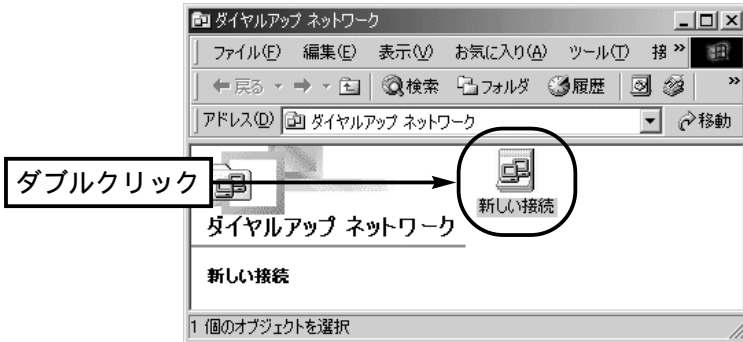 ダイヤルアップ ネットワーク
ファイル(F) 編集(E) 表示(V) お気に入り(A) ツール(T) 接 »
戻る 検索 フォルダ 履歴 »
アドレス(D) ダイヤルアップ ネットワーク 移動
ダブルクリック
新しい接続
ダイヤルアップ ネットワーク
新しい接続
1 個のオブジェクトを選択